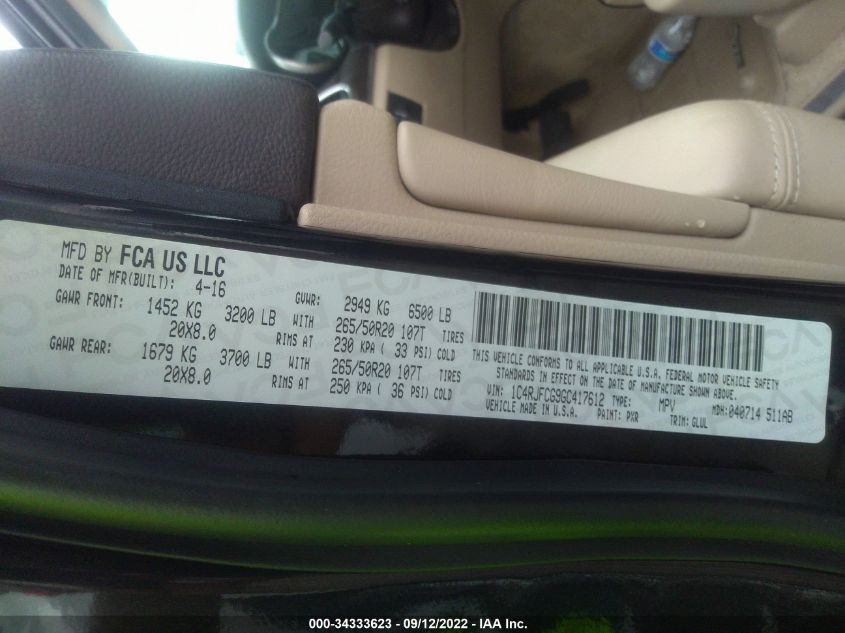 MFD BY FCA US LLC
DATE OF MFR(BUILT): 4-16
GVWR: 2949 KG 6500 LB
GAWR FRONT: 1452 KG 3200 LB WITH 265/50R20 107T TIRES
20X8.0 RIMS AT 230 KPA ( 33 PSI) COLD
GAWR REAR: 1679 KG 3700 LB WITH 265/50R20 107T TIRES
20X8.0 RIMS AT 250 KPA ( 36 PSI) COLD
THIS VEHICLE CONFORMS TO ALL APPLICABLE U.S.A. FEDERAL MOTOR VEHICLE SAFETY
STANDARDS IN EFFECT ON THE DATE OF MANUFACTURE SHOWN ABOVE.
VIN: 1C4RJFCG9GC417612 TYPE: MPV MDH:040714 511AB
VEHICLE MADE IN U.S.A. PAINT: PXR TRIM: GLUL
000-34333623 - 09/12/2022 - IAA Inc.